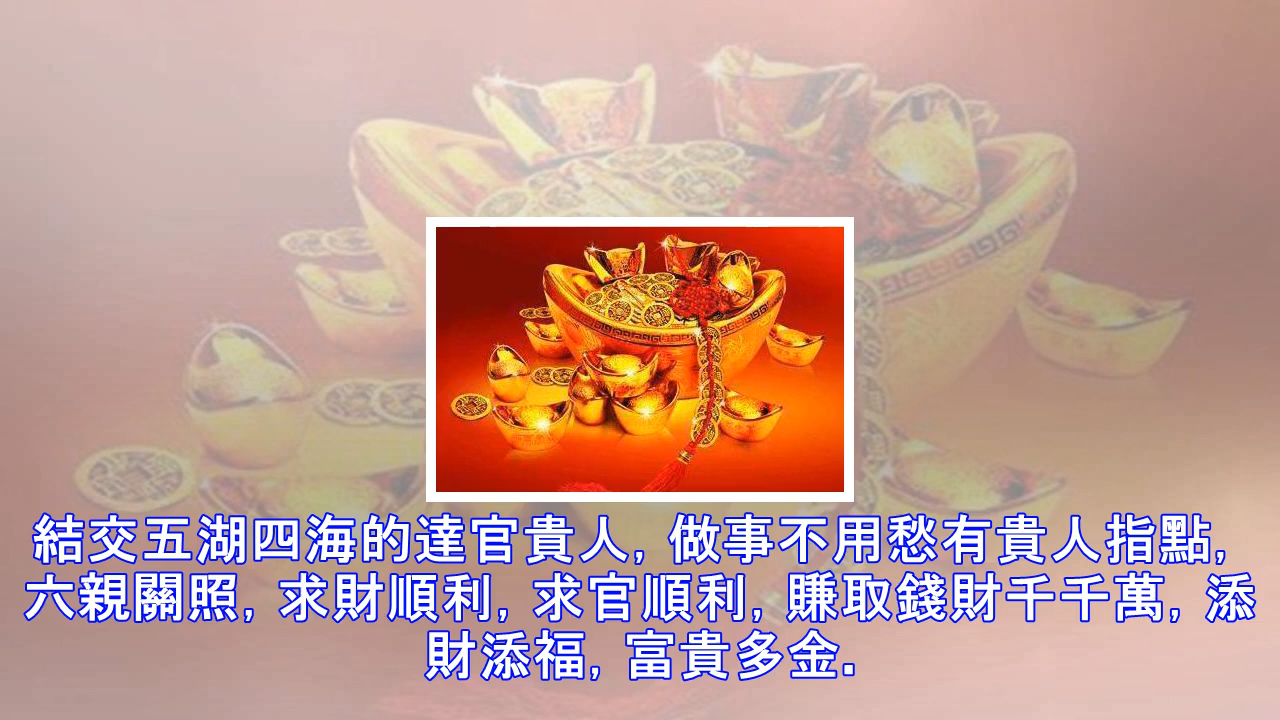 結交五湖四海的達官貴人, 做事不用愁有貴人指點,
六親關照, 求財順利, 求官順利, 賺取錢財千千萬, 添
財添福, 富貴多金.